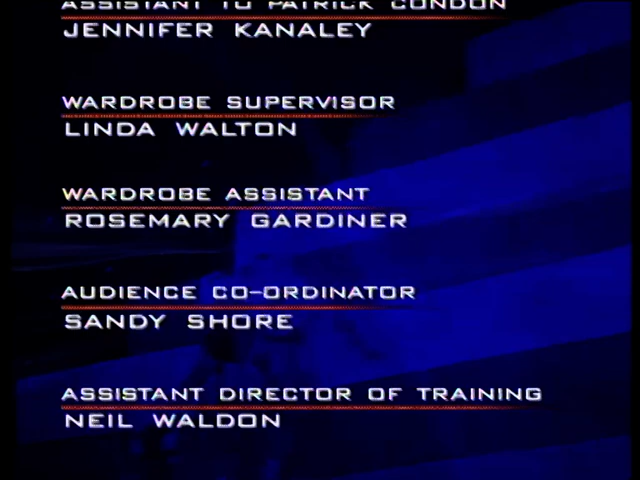 ASSISTANT TO PATRICK CONDON
JENNIFER KANALEY
WARDROBE SUPERVISOR
LINDA WALTON
WARDROBE ASSISTANT
ROSEMARY GARDINER
AUDIENCE CO-ORDINATOR
SANDY SHORE
ASSISTANT DIRECTOR OF TRAINING
NEIL WALDON